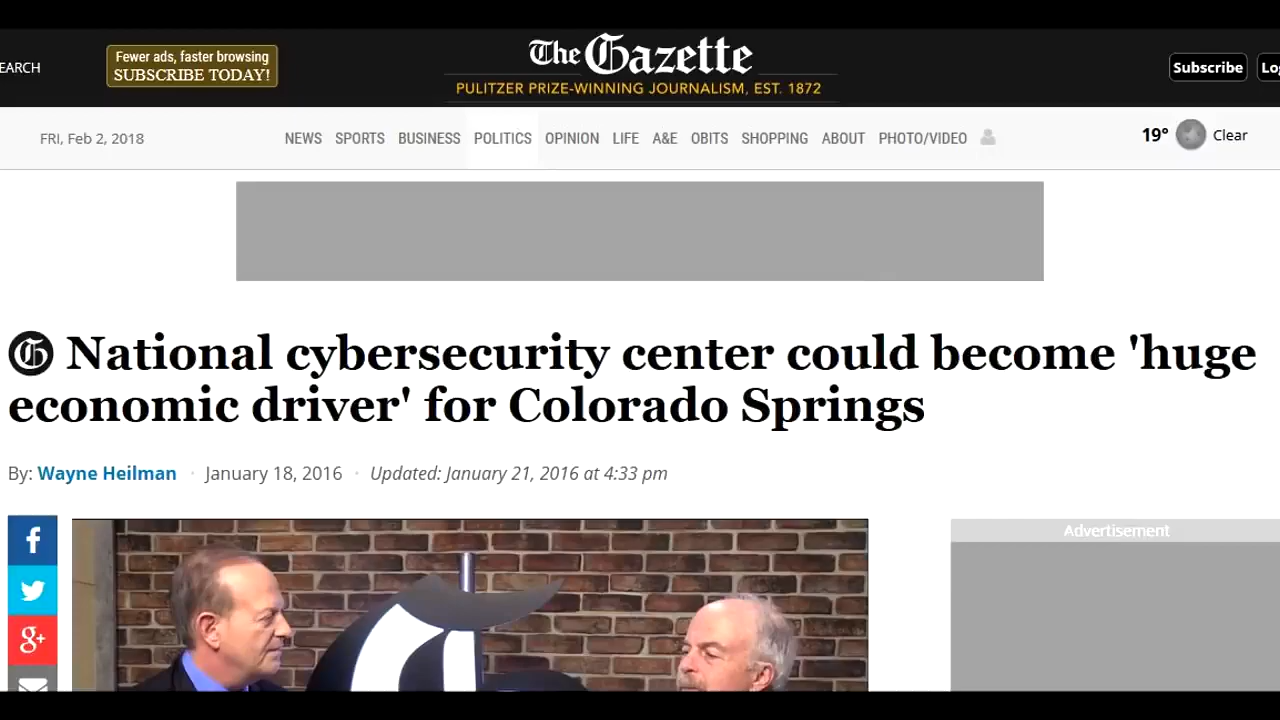 EARCH
Fewer ads, faster browsing
SUBSCRIBE TODAY!
The Gazette
PULITZER PRIZE-WINNING JOURNALISM, EST. 1872
Subscribe
Lo
FRI, Feb 2, 2018
NEWS SPORTS BUSINESS POLITICS OPINION LIFE A&E OBITS SHOPPING ABOUT PHOTO/VIDEO
19° Clear
G National cybersecurity center could become 'huge
economic driver' for Colorado Springs
By: Wayne Heilman · January 18, 2016 · Updated: January 21, 2016 at 4:33 pm
f
g+
Advertisement